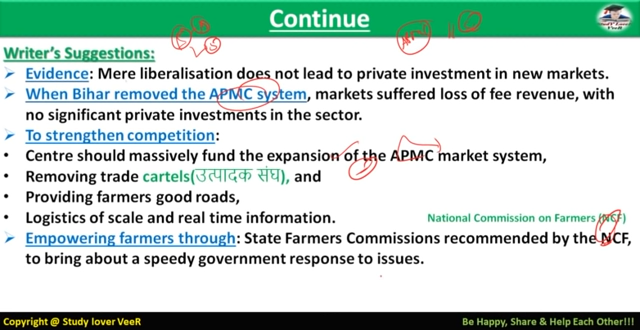 Continue
Writer's Suggestions:
➢ Evidence: Mere liberalisation does not lead to private investment in new markets.
➢ When Bihar removed the APMC system, markets suffered loss of fee revenue, with
no significant private investments in the sector.
➢ To strengthen competition:
• Centre should massively fund the expansion of the APMC market system,
• Removing trade cartels(उत्पादक संघ), and
• Providing farmers good roads,
• Logistics of scale and real time information.
National Commission on Farmers (NCF)
➢ Empowering farmers through: State Farmers Commissions recommended by the NCF,
to bring about a speedy government response to issues.
Copyright @ Study lover VeeR
Be Happy, Share & Help Each Other!!!